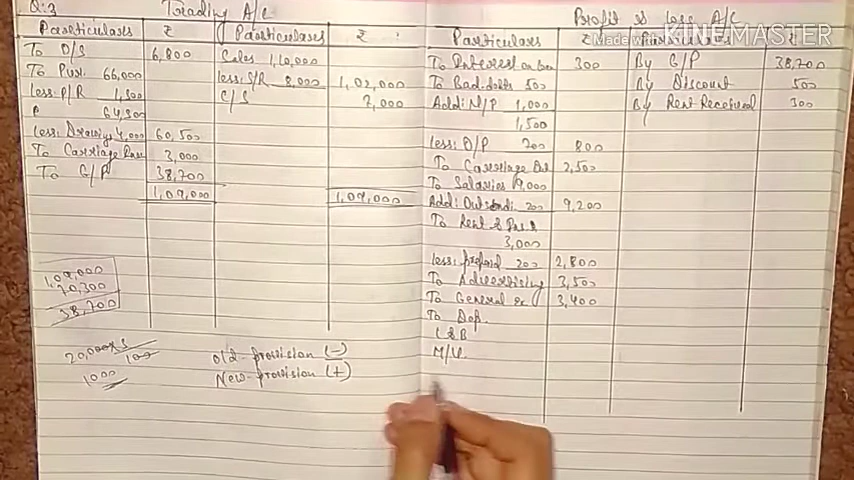 Q:3 Trading A/c
Particulars ₹ Particulars ₹
To O/S 6,800 Sales 1,10,000
To Pur. 66,000 less: S/R 8,000 1,02,000
less: P/R 1,500 C/S 7,000
64,500
less: Drawings 4,000 60,500
To Carriage 3,000
To G/P 38,700
1,09,000 1,09,000
1,09,000
70,300
38,700
20,000 x 5
100
1000
Old provision (-)
New provision (+)
Profit & loss A/c
Particulars ₹ Particulars ₹
Made with
KINEMASTER
To Interest on 300 By G/P 38,700
To Bad debts 500 By Discount 500
Add: N/P 1,000 By Rent Received 300
1,500
less: O/P 700 800
To Carriage Out 2,500
To Salaries 9,000
Add: Outstandi. 200 9,200
To Rent &
3,000
less: prepaid 200 2,800
To Advertising 3,500
To General ex 3,400
To Dep.
L & B